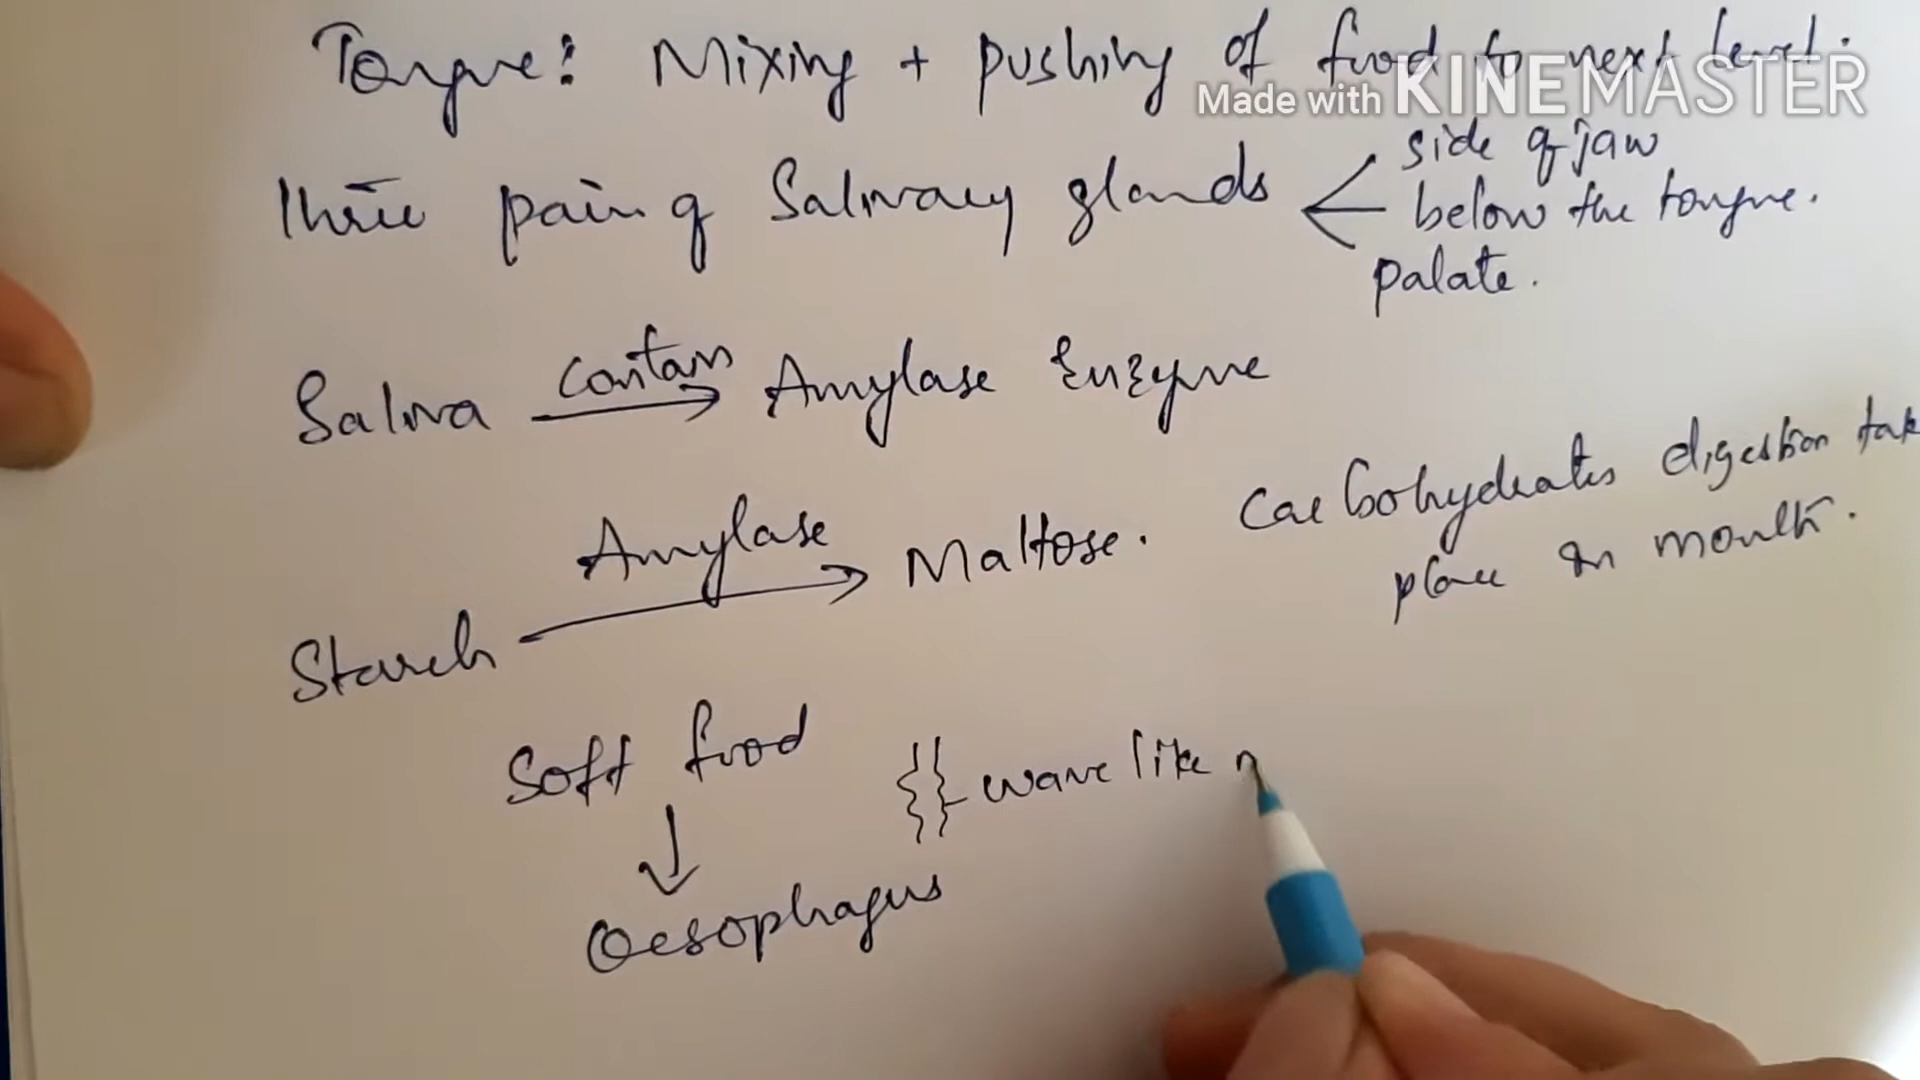 Tongue: Mixing + pushing of food to next level.
Made with KINEMASTER
Three pair of Salivary glands
side of jaw
below the tongue.
palate.
Saliva contains Amylase Enzyme
Starch Amylase Maltose.
Carbohydrates digestion tak
place in mouth.
Soft food
wave like
Oesophagus